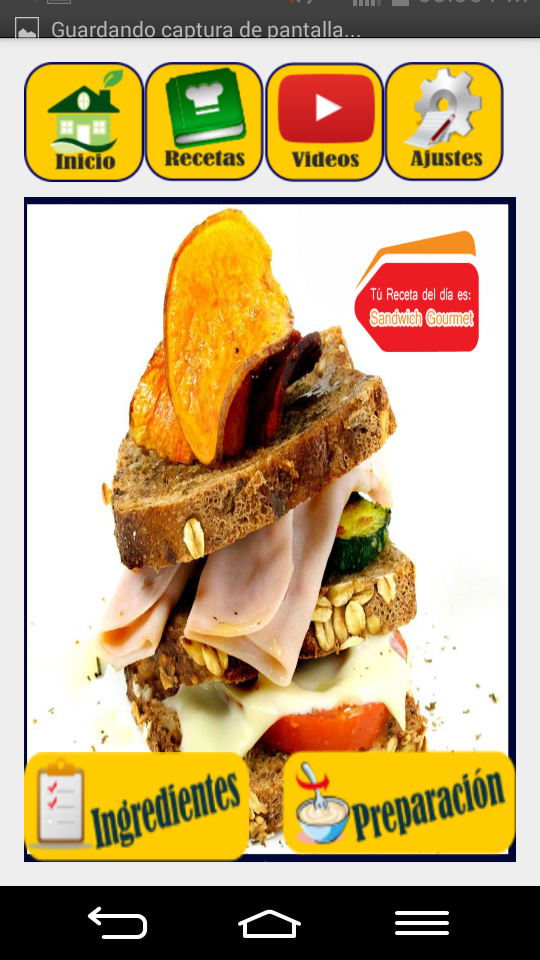 Guardando captura de pantalla...
Inicio
Recetas
Videos
Ajustes
Tú Receta del día es:
Sandwich Gourmet
Ingredientes
Preparación